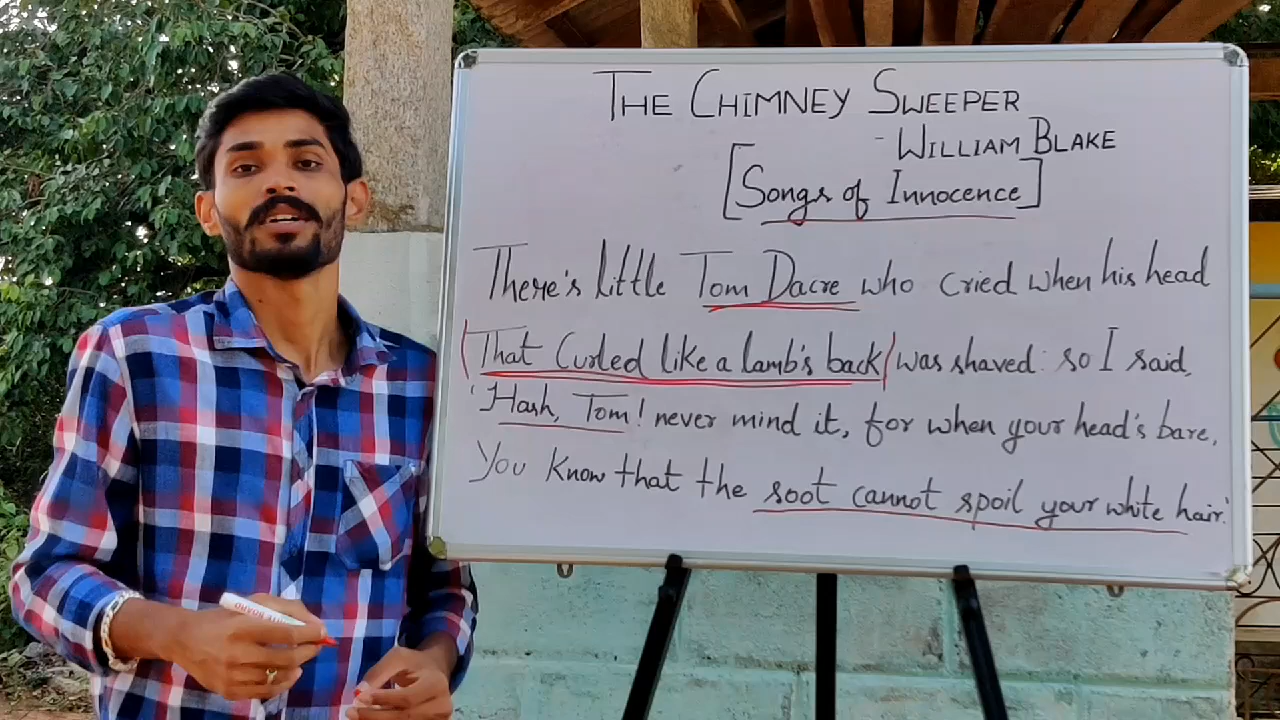 THE CHIMNEY SWEEPER
- WILLIAM BLAKE
[Songs of Innocence]
There's little Tom Dacre who cried when his head
(That Curled like a lamb's back) was shaved: so I said,
'Hash, Tom! never mind it, for when your head's bare,
You know that the soot cannot spoil your white hair.'